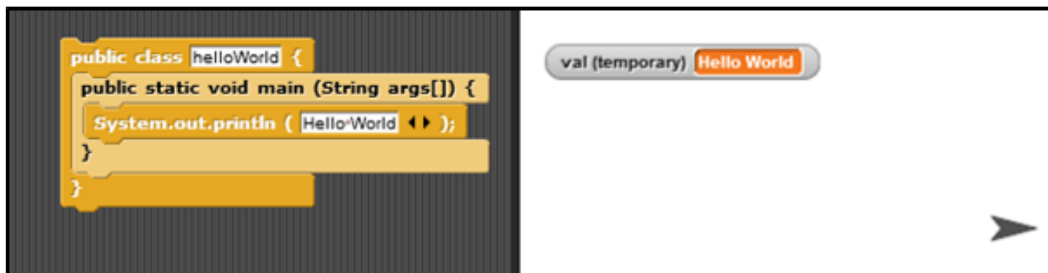 public class helloWorld {
public static void main (String args[]) {
System.out.println ( Hello World );
}
}
val (temporary) Hello World